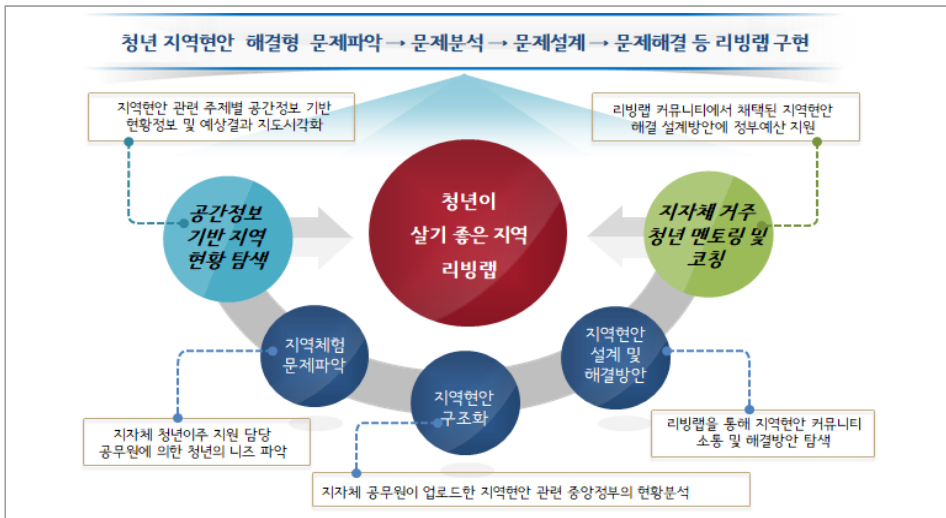 청년 지역현안 해결형 문제파악 → 문제분석 → 문제설계 → 문제해결 등 리빙랩 구현
지역현안 관련 주제별 공간정보 기반
현황정보 및 예상결과 지도시각화
리빙랩 커뮤니티에서 채택된 지역현안
해결 설계방안에 정부예산 지원
공간정보
기반 지역
현황 탐색
청년이
살기 좋은 지역
리빙랩
지자체 거주
청년 멘토링 및
코칭
지역체험
문제파악
지역현안
구조화
지역현안
설계 및
해결방안
지자체 청년이주 지원 담당
공무원에 의한 청년의 니즈 파악
리빙랩을 통해 지역현안 커뮤니티
소통 및 해결방안 탐색
지자체 공무원이 업로드한 지역현안 관련 중앙정부의 현황분석